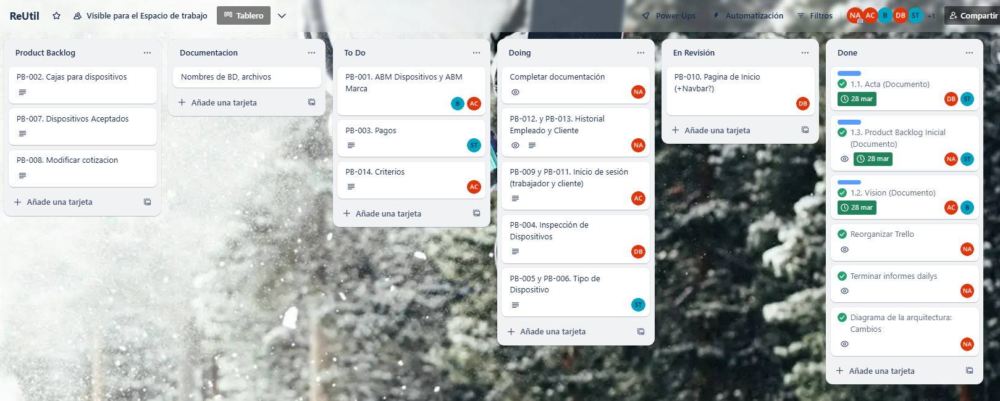 ReUtil
Visible para el Espacio de trabajo
Tablero
Power-Ups
Automatización
Filtros
NA
AC
B
DB
ST
+1
Compartir
Product Backlog
PB-002. Cajas para dispositivos
PB-007. Dispositivos Aceptados
PB-008. Modificar cotizacion
Añade una tarjeta
Documentacion
Nombres de BD, archivos
Añade una tarjeta
To Do
PB-001. ABM Dispositivos y ABM
Marca
B
AC
PB-003. Pagos
ST
PB-014. Criterios
AC
Añade una tarjeta
Doing
Completar documentación
NA
PB-012. y PB-013. Historial
Empleado y Cliente
NA
PB-009 y PB-011. Inicio de sesión
(trabajador y cliente)
AC
PB-004. Inspección de
Dispositivos
DB
PB-005 y PB-006. Tipo de
Dispositivo
ST
Añade una tarjeta
En Revisión
PB-010. Pagina de Inicio
(+Navbar?)
DB
Añade una tarjeta
Done
1.1. Acta (Documento)
28 mar
DB
ST
1.3. Product Backlog Inicial
(Documento)
28 mar
NA
ST
1.2. Vision (Documento)
28 mar
AC
B
Reorganizar Trello
NA
Terminar informes dailys
NA
Diagrama de la arquitectura:
Cambios
NA
Añade una tarjeta